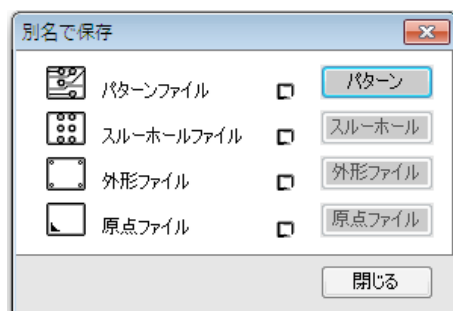 別名で保存
パターンファイル パターン
スルーホールファイル スルーホール
外形ファイル 外形ファイル
原点ファイル 原点ファイル
閉じる